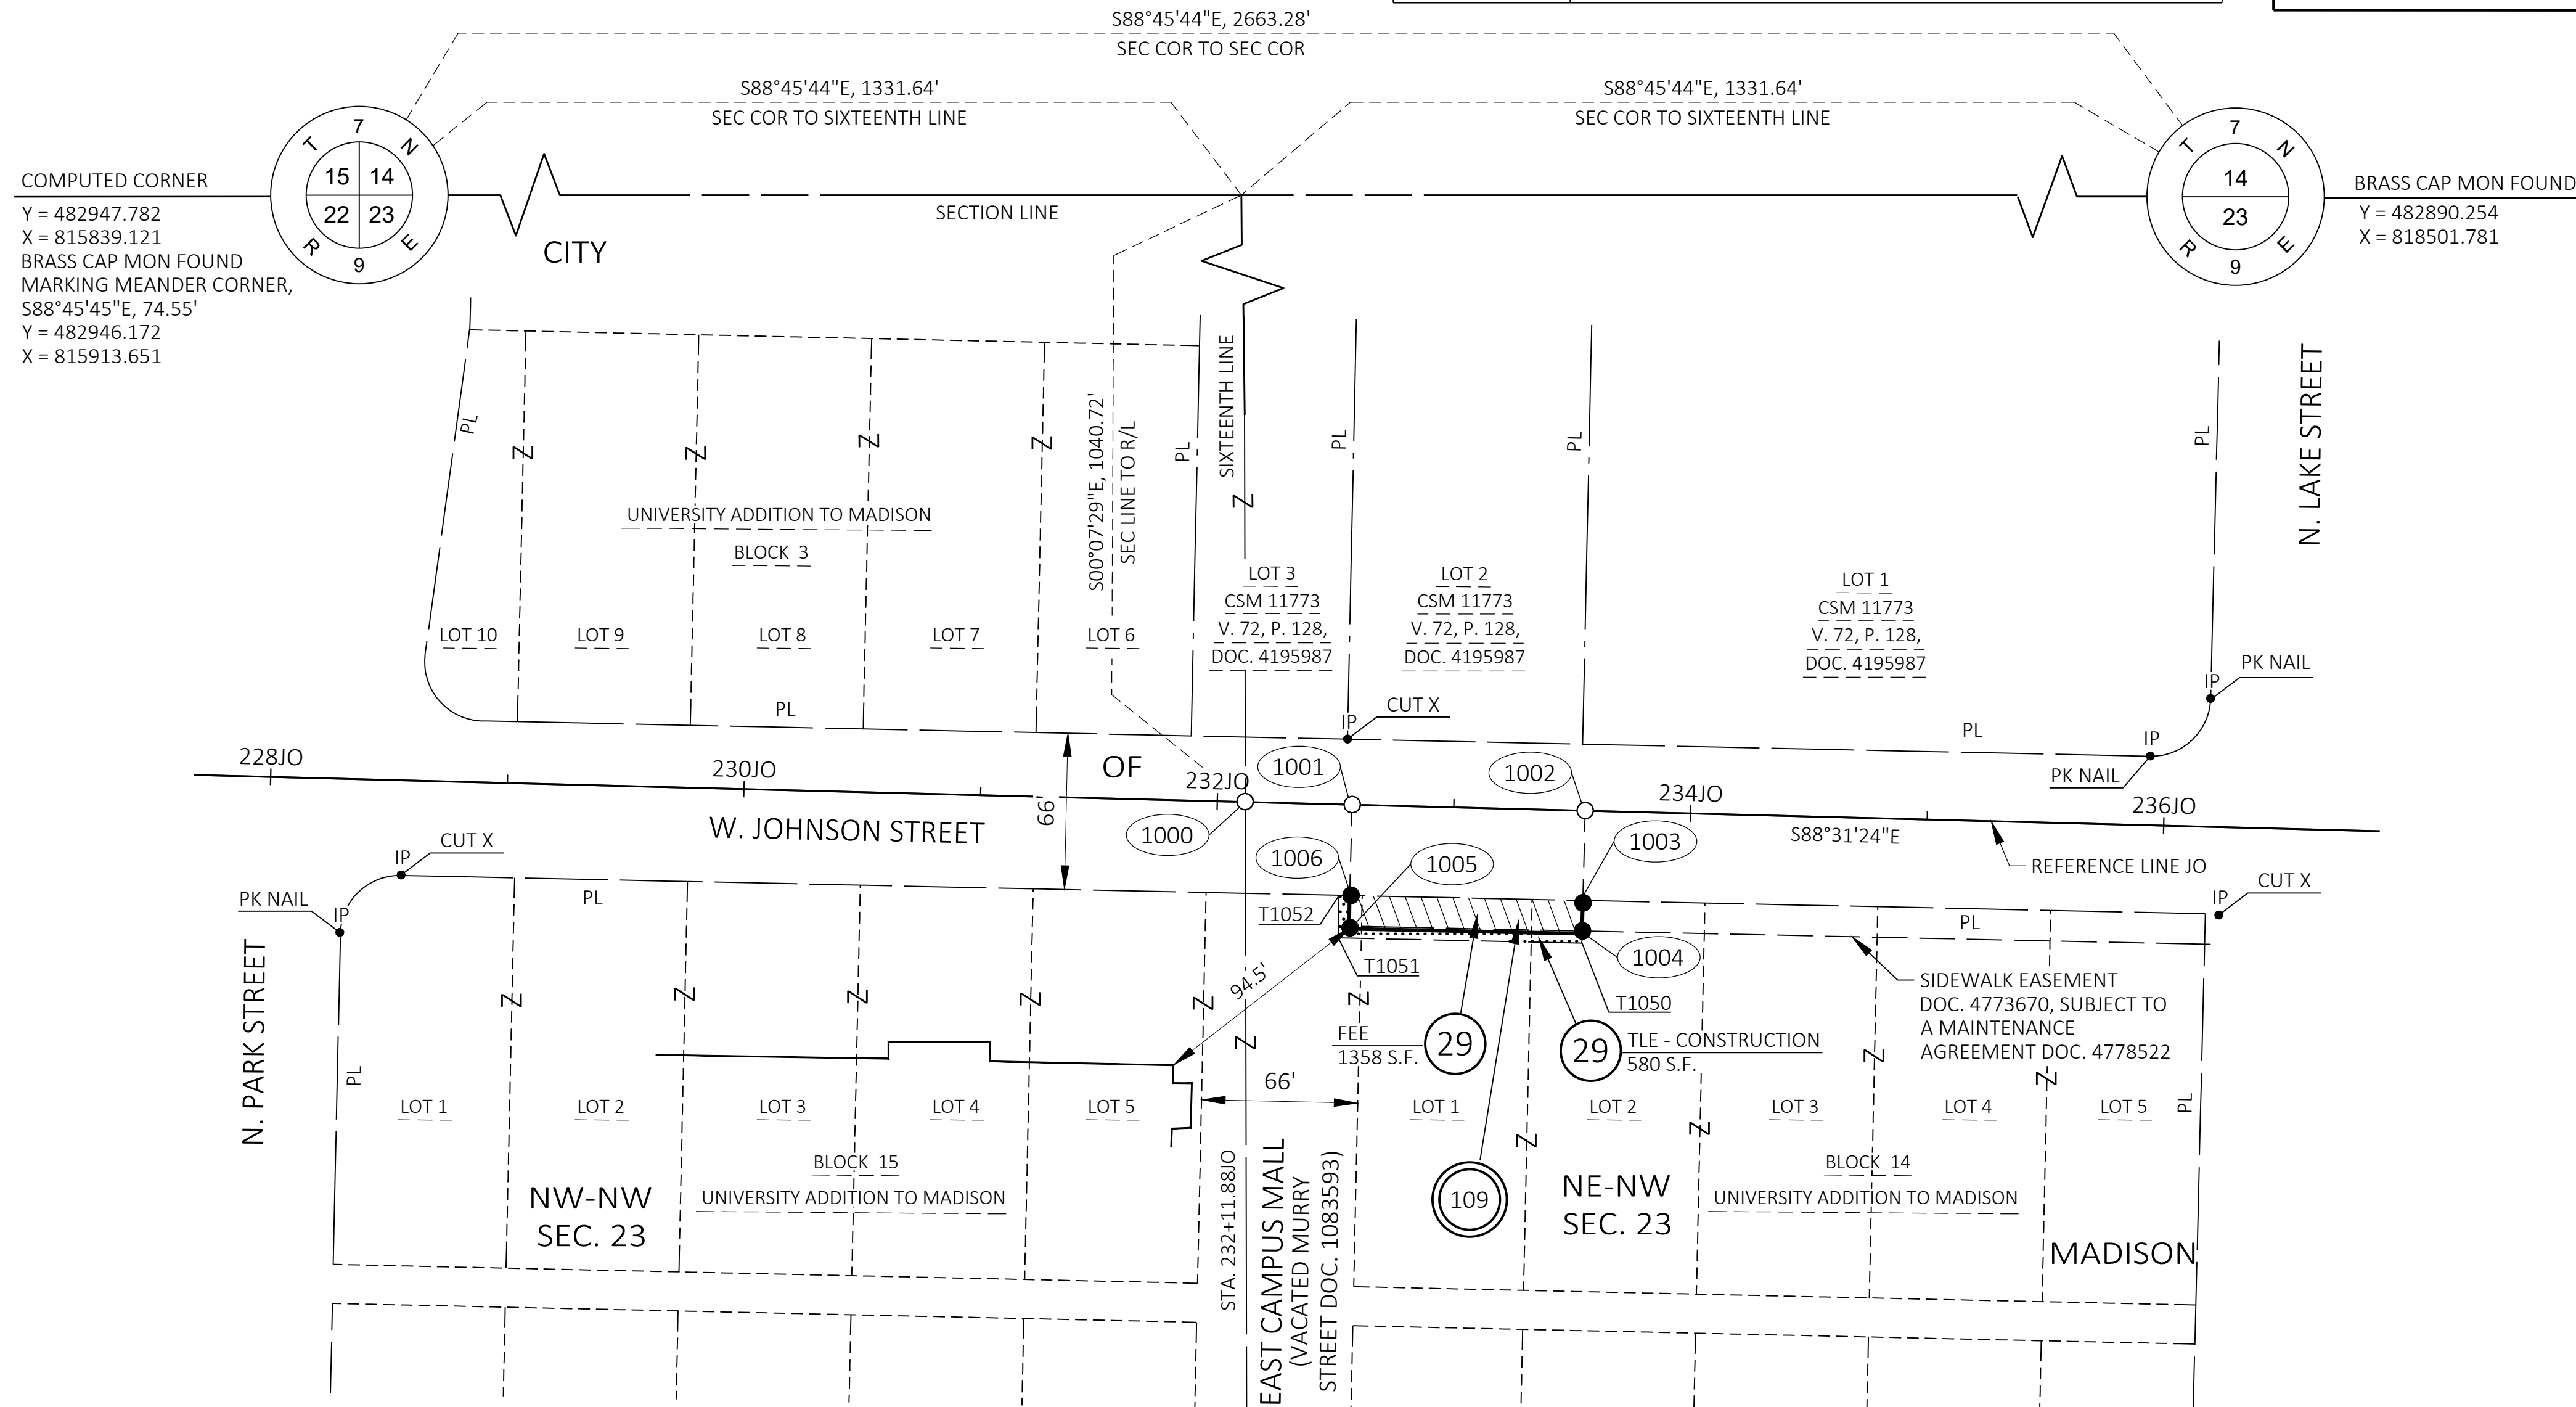 S88°45'44"E, 2663.28'
SEC COR TO SEC COR
S88°45'44"E, 1331.64'
SEC COR TO SIXTEENTH LINE
S88°45'44"E, 1331.64'
SEC COR TO SIXTEENTH LINE
T 7 N
15 14
22 23
R 9 E
T 7 N
14
23
R 9 E
COMPUTED CORNER
Y = 482947.782
X = 815839.121
BRASS CAP MON FOUND
MARKING MEANDER CORNER,
S88°45'45"E, 74.55'
Y = 482946.172
X = 815913.651
BRASS CAP MON FOUND
Y = 482890.254
X = 818501.781
SECTION LINE
CITY
PL
Z
Z
Z
Z
S00°07'29"E, 1040.72'
SEC LINE TO R/L
PL
SIXTEENTH LINE
Z
PL
PL
PL
N. LAKE STREET
UNIVERSITY ADDITION TO MADISON
BLOCK 3
LOT 10
LOT 9
LOT 8
LOT 7
LOT 6
LOT 3
CSM 11773
V. 72, P. 128,
DOC. 4195987
LOT 2
CSM 11773
V. 72, P. 128,
DOC. 4195987
LOT 1
CSM 11773
V. 72, P. 128,
DOC. 4195987
PK NAIL
IP
PL
IP
CUT X
PL
IP
PK NAIL
228JO
230JO
OF
232JO
1001
1002
234JO
236JO
W. JOHNSON STREET
66'
1000
S88°31'24"E
REFERENCE LINE JO
CUT X
IP
PK NAIL
IP
PL
1006
1005
1003
T1052
T1051
1004
T1050
PL
IP
CUT X
SIDEWALK EASEMENT
DOC. 4773670, SUBJECT TO
A MAINTENANCE
AGREEMENT DOC. 4778522
N. PARK STREET
PL
Z
Z
Z
Z
Z
94.5'
Z
Z
FEE
1358 S.F.
29
29
TLE - CONSTRUCTION
580 S.F.
Z
Z
Z
Z
66'
LOT 1
LOT 2
LOT 3
LOT 4
LOT 5
LOT 1
LOT 2
LOT 3
LOT 4
LOT 5
PL
BLOCK 15
UNIVERSITY ADDITION TO MADISON
NW-NW
SEC. 23
STA. 232+11.88JO
EAST CAMPUS MALL
(VACATED MURRY
STREET DOC. 1083593)
109
NE-NW
SEC. 23
BLOCK 14
UNIVERSITY ADDITION TO MADISON
MADISON